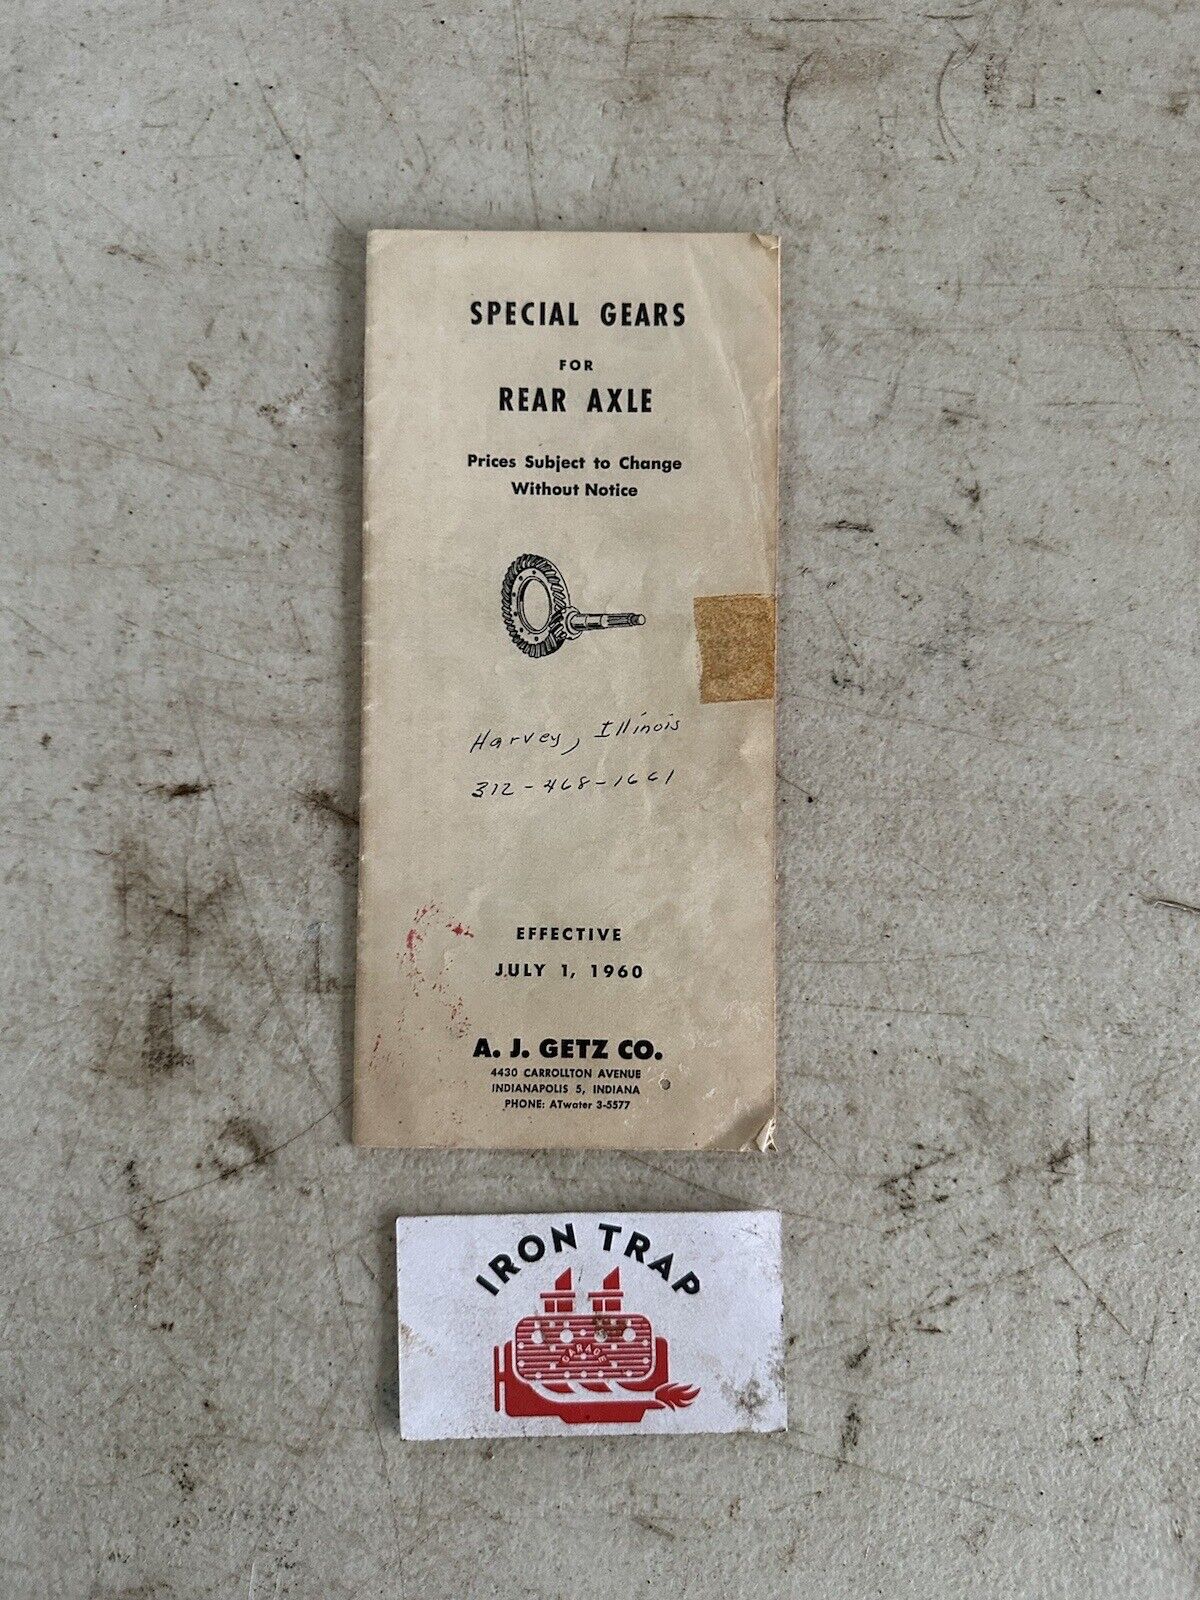 SPECIAL GEARS
FOR
REAR AXLE
Prices Subject to Change
Without Notice
Harvey, Illinois
312-468-1661
EFFECTIVE
JULY 1, 1960
A. J. GETZ CO.
4430 CARROLLTON AVENUE
INDIANAPOLIS 5, INDIANA
PHONE: ATwater 3-5577
IRON TRAP
GARAGE